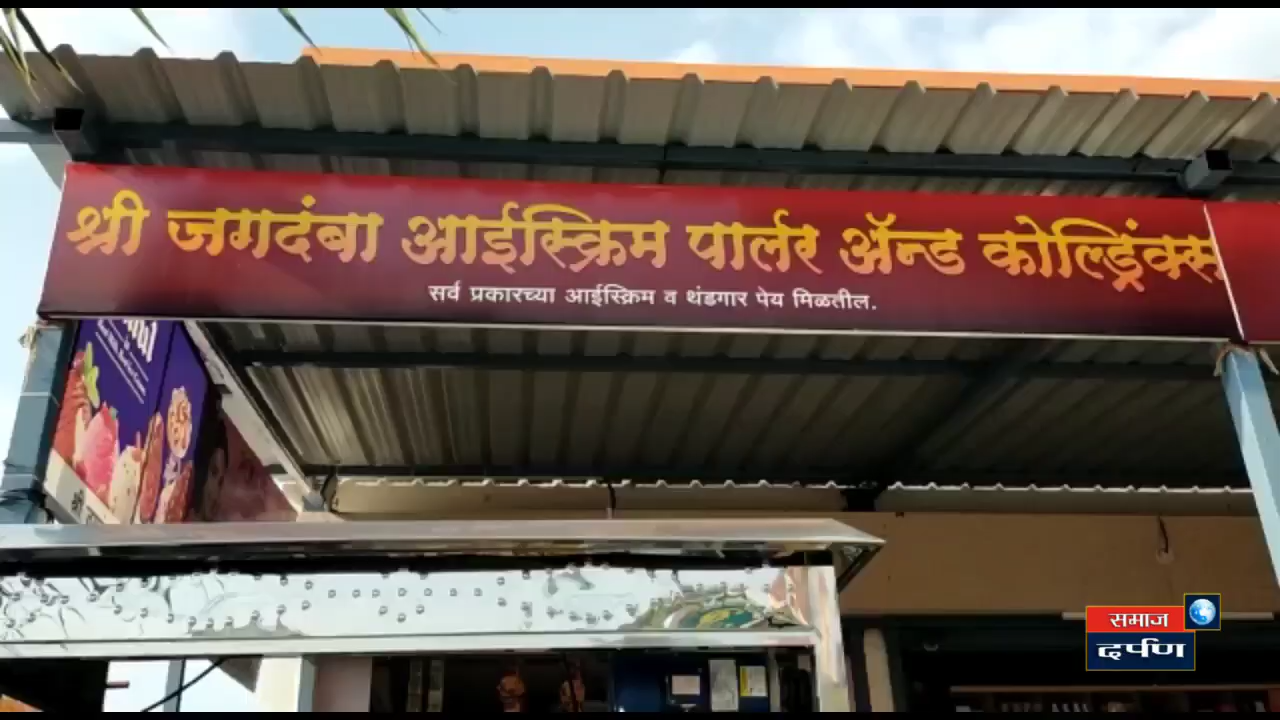 श्री जगदंबा आईस्क्रिम पार्लर ॲन्ड कोल्ड्रिंक्स
सर्व प्रकारच्या आईस्क्रिम व थंडगार पेय मिळतील.
श्री
समाज
दर्पण